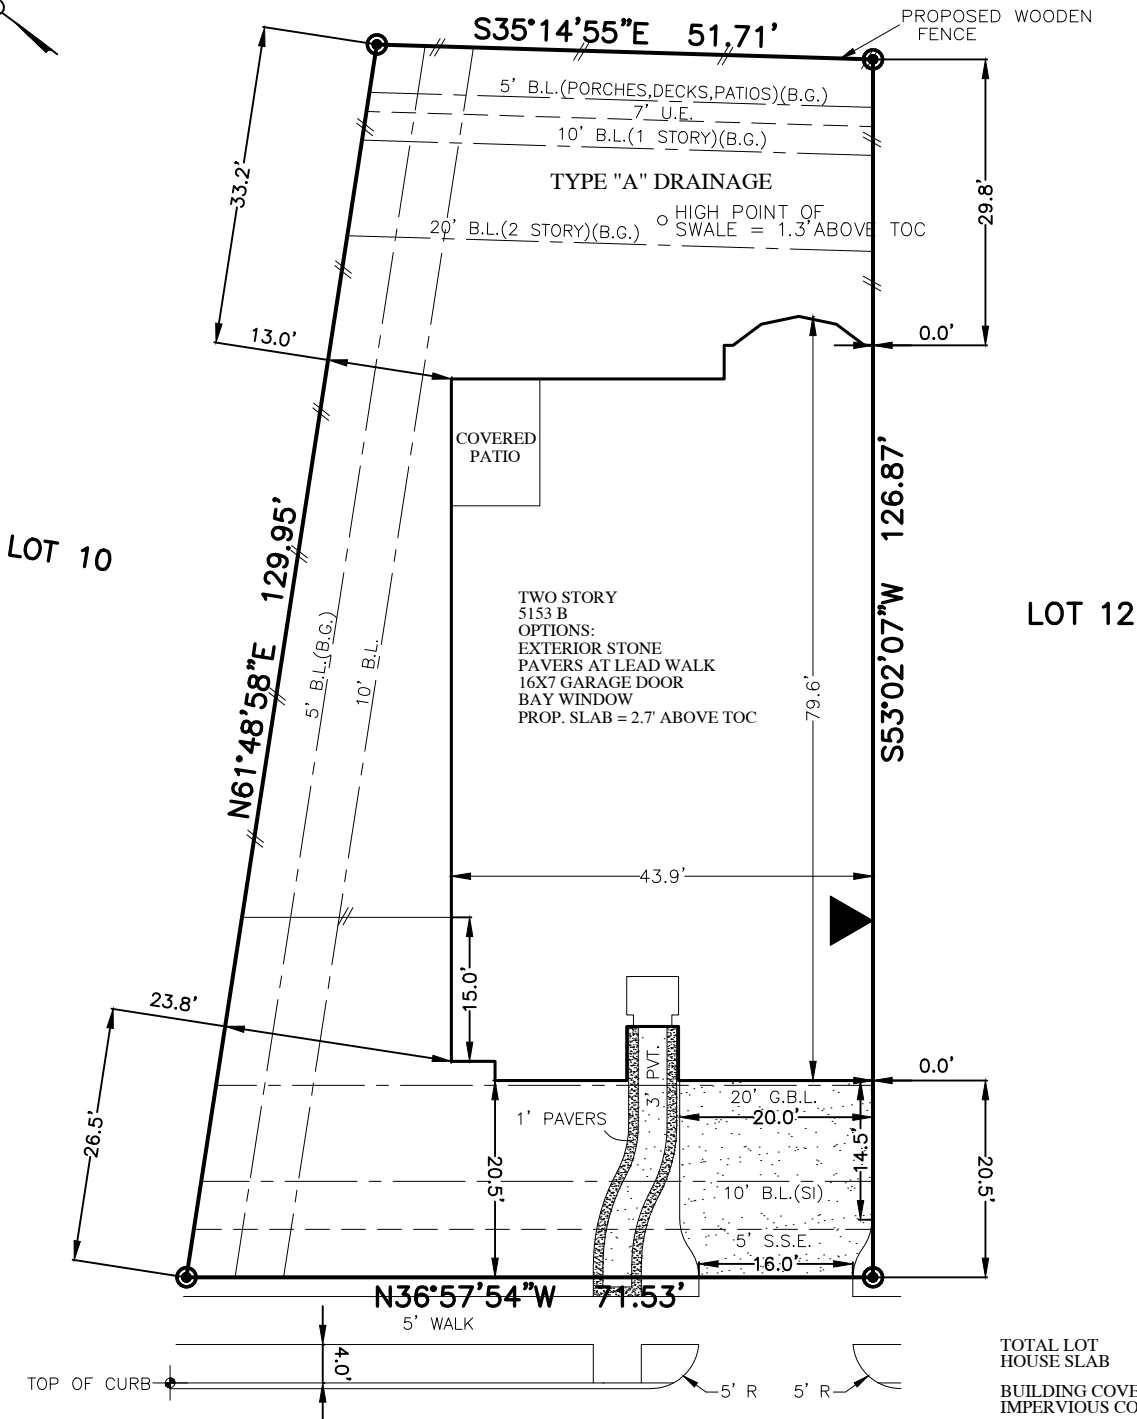 S35°14'55"E 51.71'
PROPOSED WOODEN
FENCE
5' B.L.(PORCHES,DECKS,PATIOS)(B.G.)
7' U.E.
10' B.L.(1 STORY)(B.G.)
TYPE "A" DRAINAGE
HIGH POINT OF
SWALE = 1.3'ABOVE TOC
20' B.L.(2 STORY)(B.G.)
33.2'
29.8'
13.0'
0.0'
COVERED
PATIO
LOT 10
N61°48'58"E 129.95'
5' B.L.(B.G.)
10' B.L.
TWO STORY
5153 B
OPTIONS:
EXTERIOR STONE
PAVERS AT LEAD WALK
16X7 GARAGE DOOR
BAY WINDOW
PROP. SLAB = 2.7' ABOVE TOC
79.6'
S53°02'07"W 126.87'
LOT 12
43.9'
15.0'
23.8'
26.5'
3' PVT.
1' PAVERS
20' G.B.L.
20.0'
0.0'
14.5'
20.5'
20.5'
10' B.L.(SI)
5' S.S.E.
16.0'
N36°57'54"W 71.53'
5' WALK
4.0'
TOP OF CURB
5' R
5' R
TOTAL LOT
HOUSE SLAB
BUILDING COVE
IMPERVIOUS CO